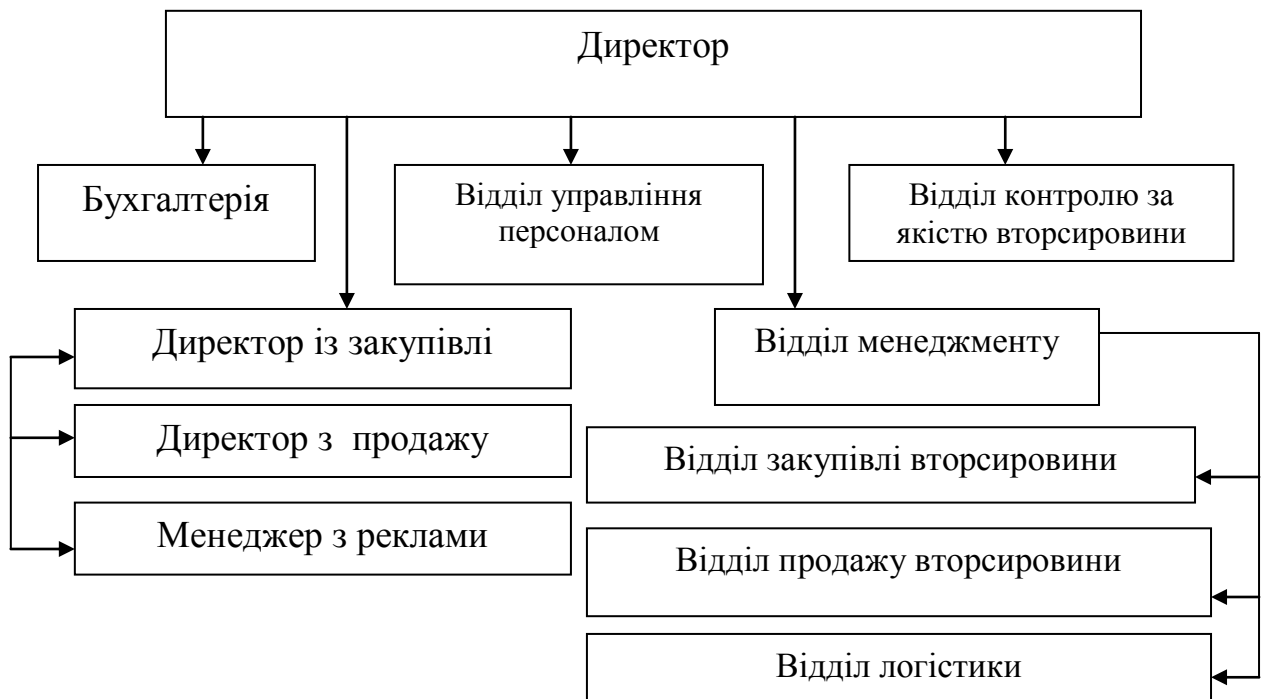 Директор
Бухгалтерія
Відділ управління
персоналом
Відділ контролю за
якістю вторсировини
Директор із закупівлі
Відділ менеджменту
Директор з продажу
Відділ закупівлі вторсировини
Менеджер з реклами
Відділ продажу вторсировини
Відділ логістики